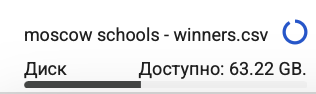 moscow schools - winners.csv
Диск Доступно: 63.22 GB.